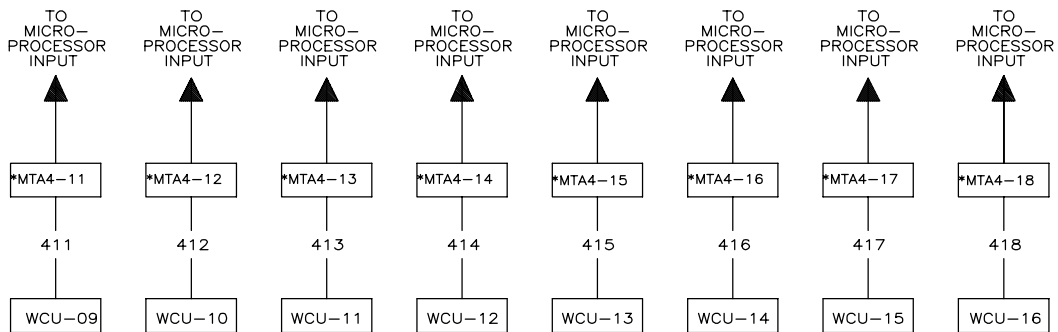 TO TO TO TO TO TO TO TO
MICRO— MICRO— MICRO— MICRO— MICRO— MICRO— MICRO— MICRO—
PROCESSOR PROCESSOR PROCESSOR PROCESSOR PROCESSOR PROCESSOR PROCESSOR PROCESSOR
INPUT INPUT INPUT INPUT INPUT INPUT INPUT INPUT
*MTA4—11 *MTA4—12 *MTA4—13 *MTA4—14 *MTA4—15 *MTA4—16 *MTA4—17 *MTA4—18
411 412 413 414 415 416 417 418
WCU—09 WCU—10 WCU—11 WCU—12 WCU—13 WCU—14 WCU—15 WCU—16